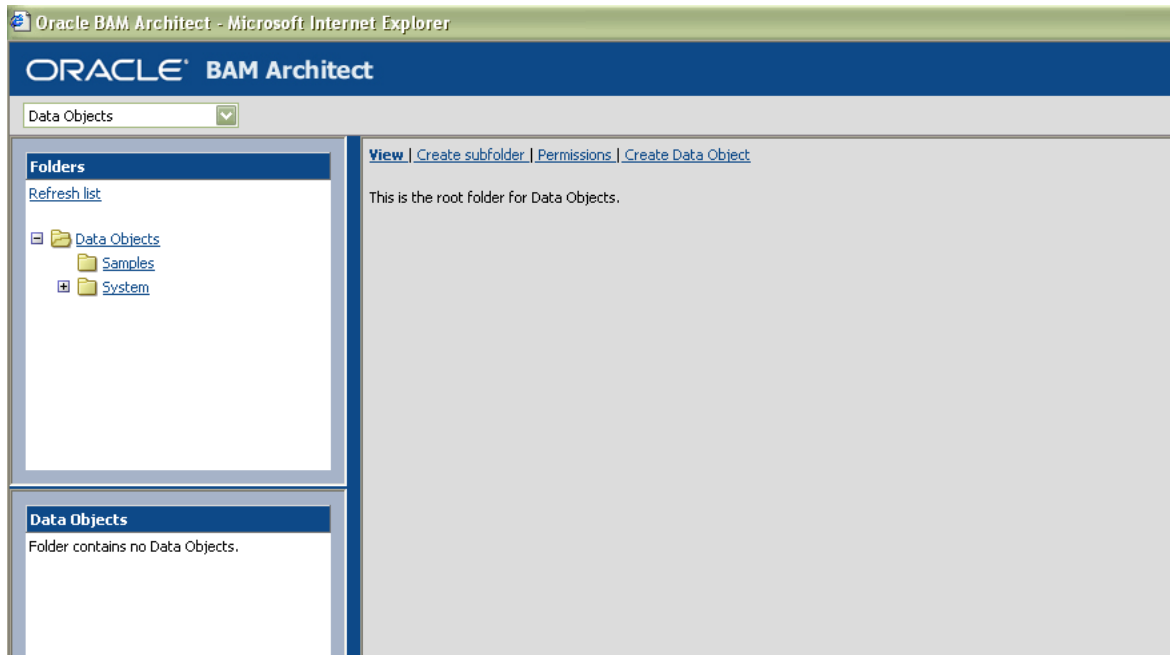 Oracle BAM Architect - Microsoft Internet Explorer
ORACLE® BAM Architect
Data Objects
Folders
Refresh list
Data Objects
Samples
System
View | Create subfolder | Permissions | Create Data Object
This is the root folder for Data Objects.
Data Objects
Folder contains no Data Objects.